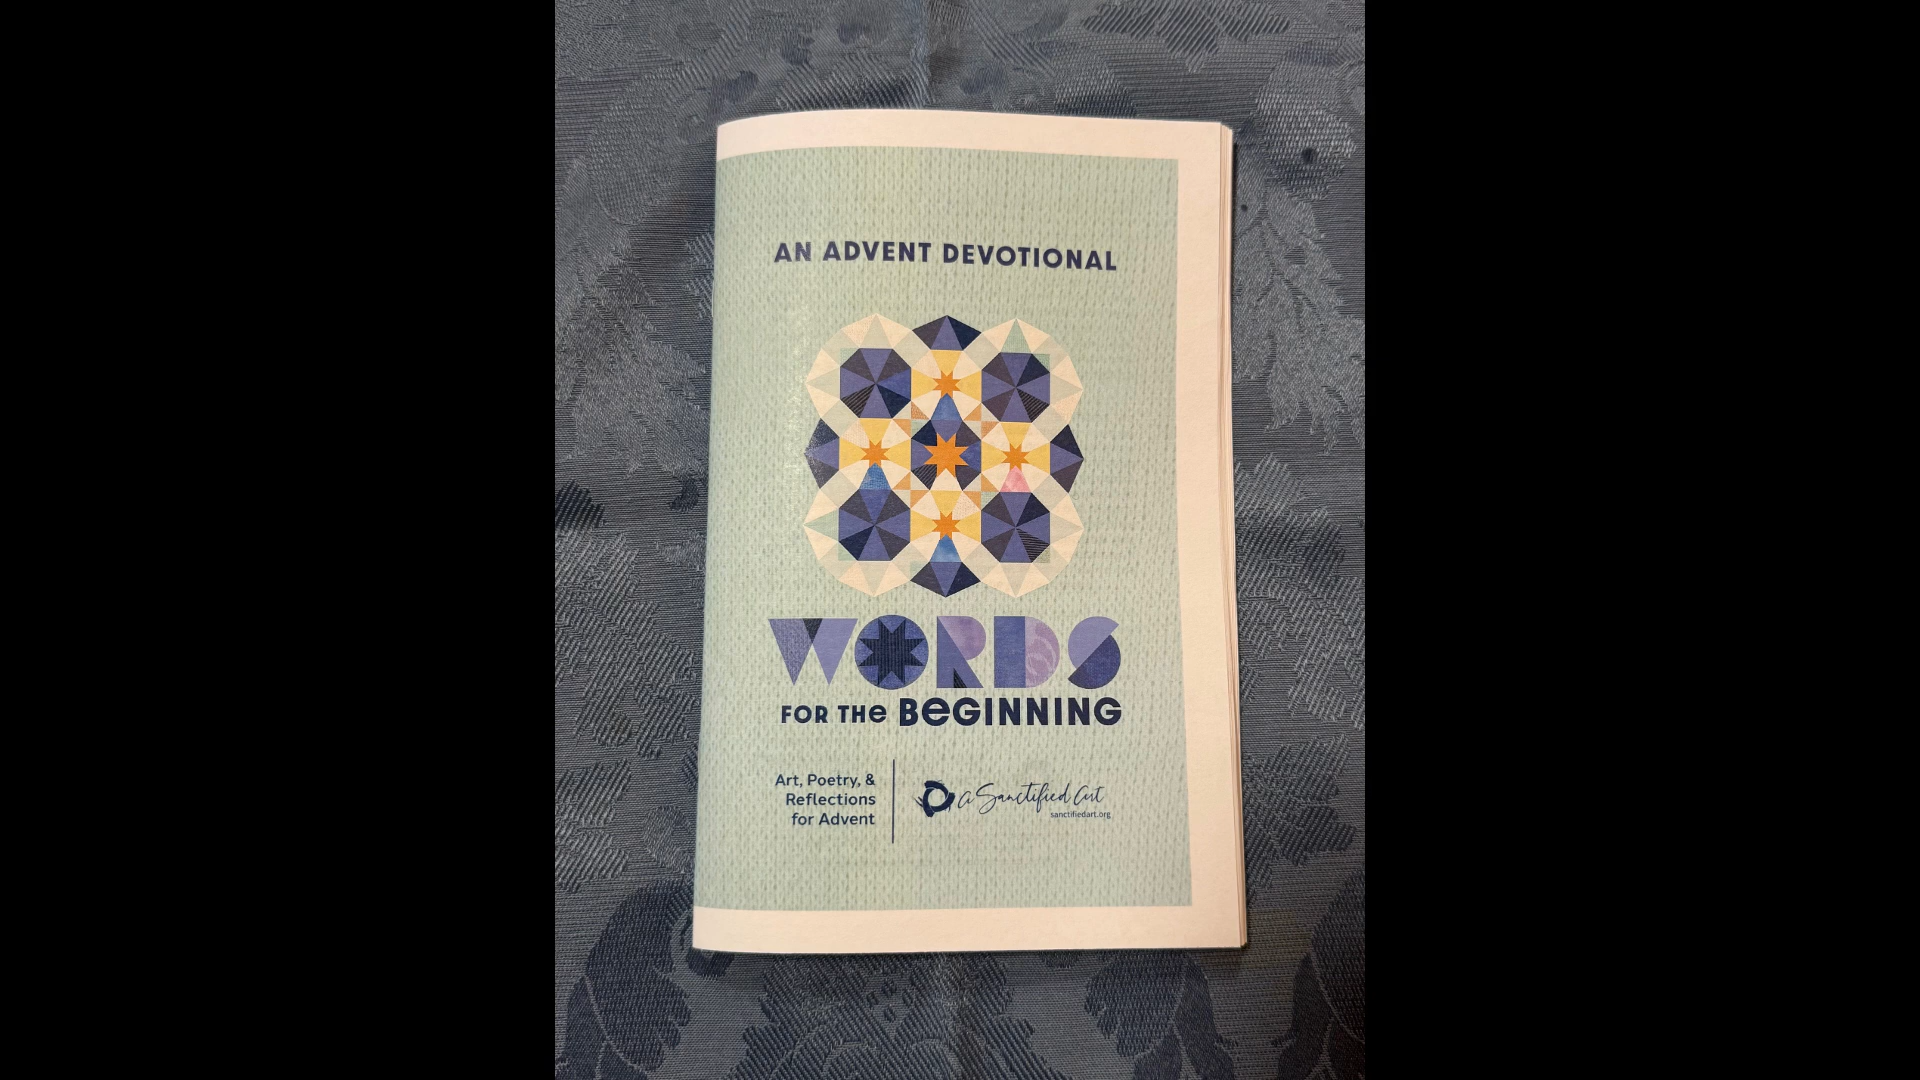 AN ADVENT DEVOTIONAL
WORDS
FOR THe BeGINNING
Art, Poetry, &
Reflections
for Advent
a Sanctified Art
sanctifiedart.org